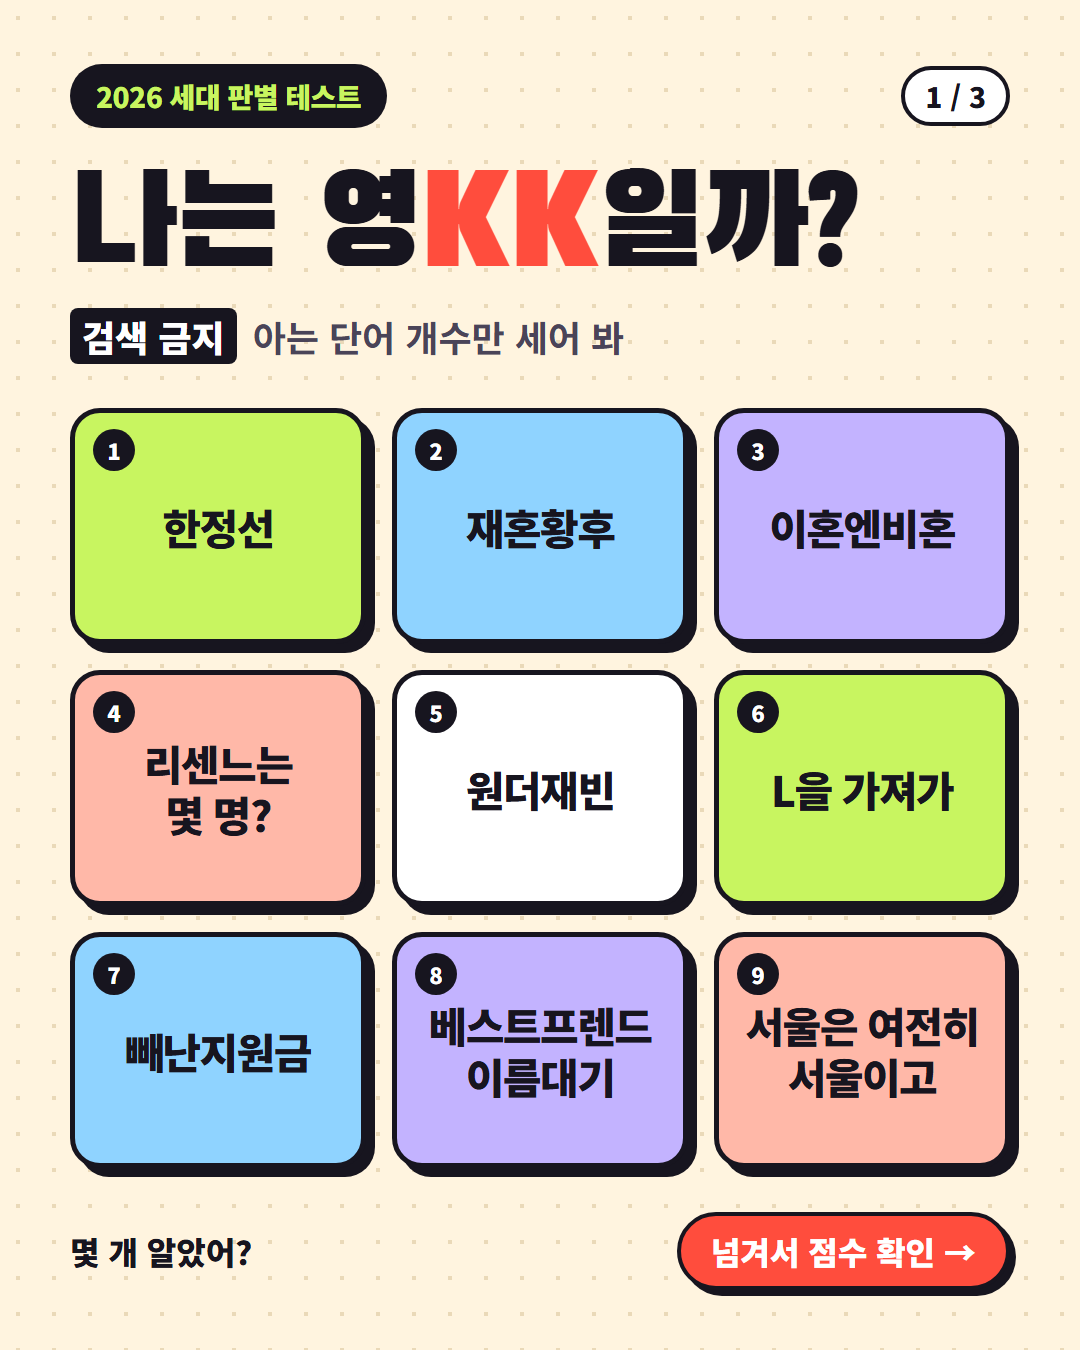 2026 세대 판별 테스트
1 / 3
나는 영KK일까?
검색 금지 아는 단어 개수만 세어 봐
1
한정선
2
재혼황후
3
이혼엔비혼
4
리센느는
몇 명?
5
원더재빈
6
L을 가져가
7
빼난지원금
8
베스트프렌드
이름대기
9
서울은 여전히
서울이고
몇 개 알았어?
넘겨서 점수 확인 →